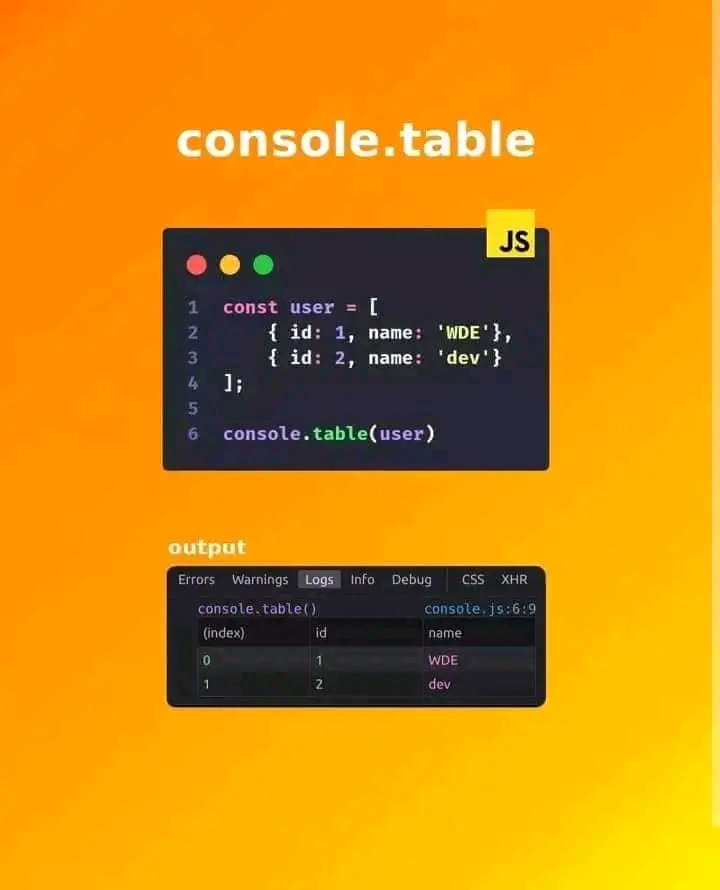 console.table
JS
1 const user = [
2     { id: 1, name: 'WDE'},
3     { id: 2, name: 'dev'}
4 ];
5
6 console.table(user)
output
Errors Warnings Logs Info Debug CSS XHR
console.table() console.js:6:9
(index) id name
0 1 WDE
1 2 dev